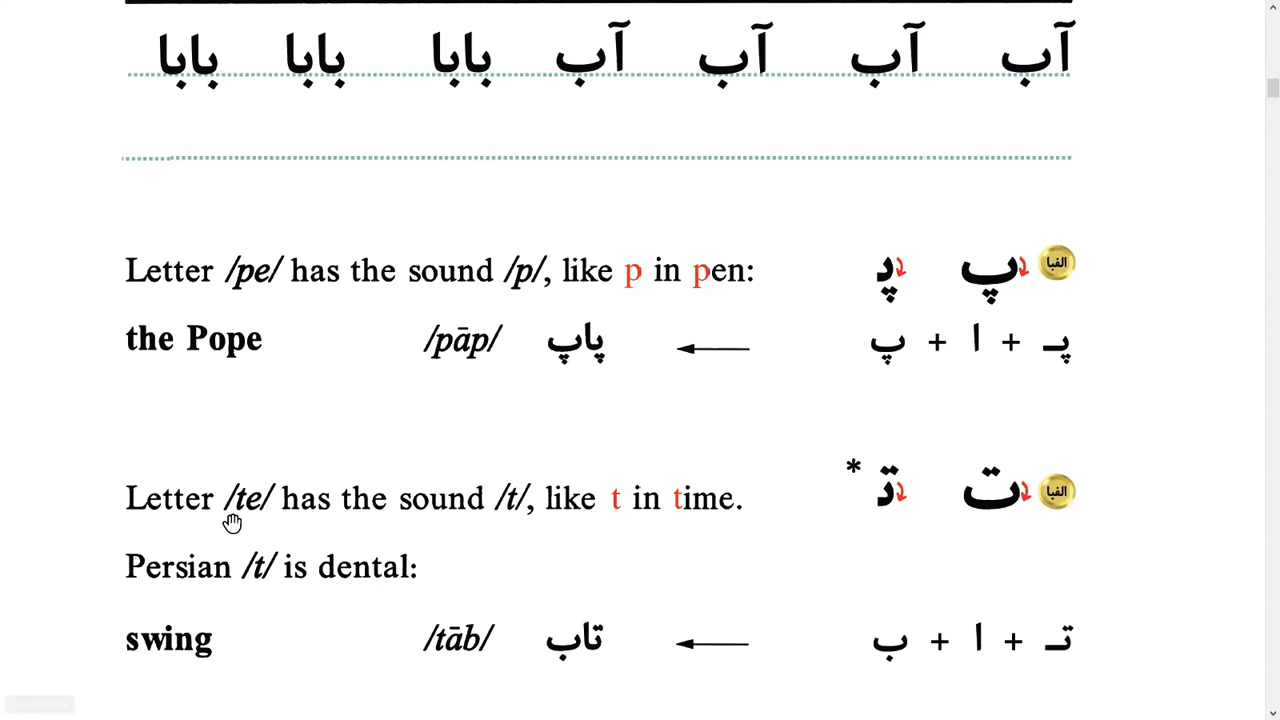 آب آب آب آب بابا بابا بابا
Letter /pe/ has the sound /p/, like p in pen: پ پـ الفبا
the Pope /pāp/ پاپ ← پـ + ا + پ
Letter /te/ has the sound /t/, like t in time. * ت تـ الفبا
Persian /t/ is dental:
swing /tāb/ تاب ← تـ + ا + ب